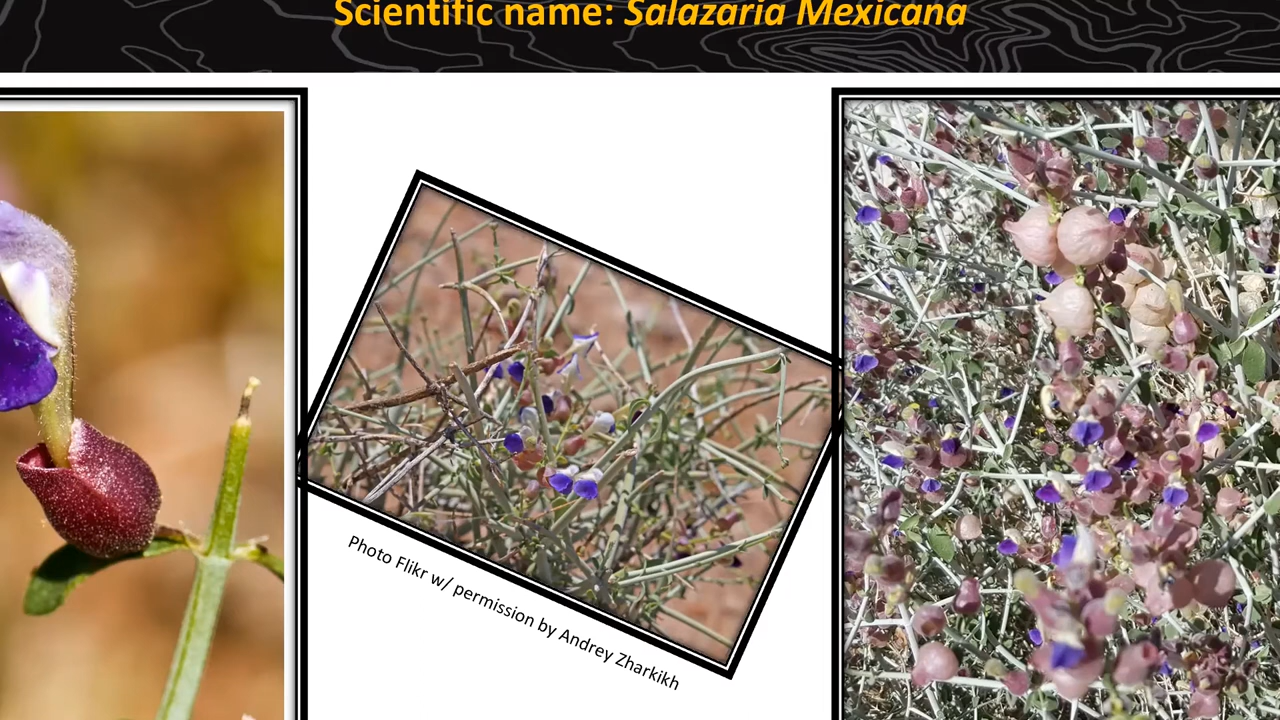 Scientific name: Salazaria Mexicana
Photo Flikr w/ permission by Andrey Zharkikh